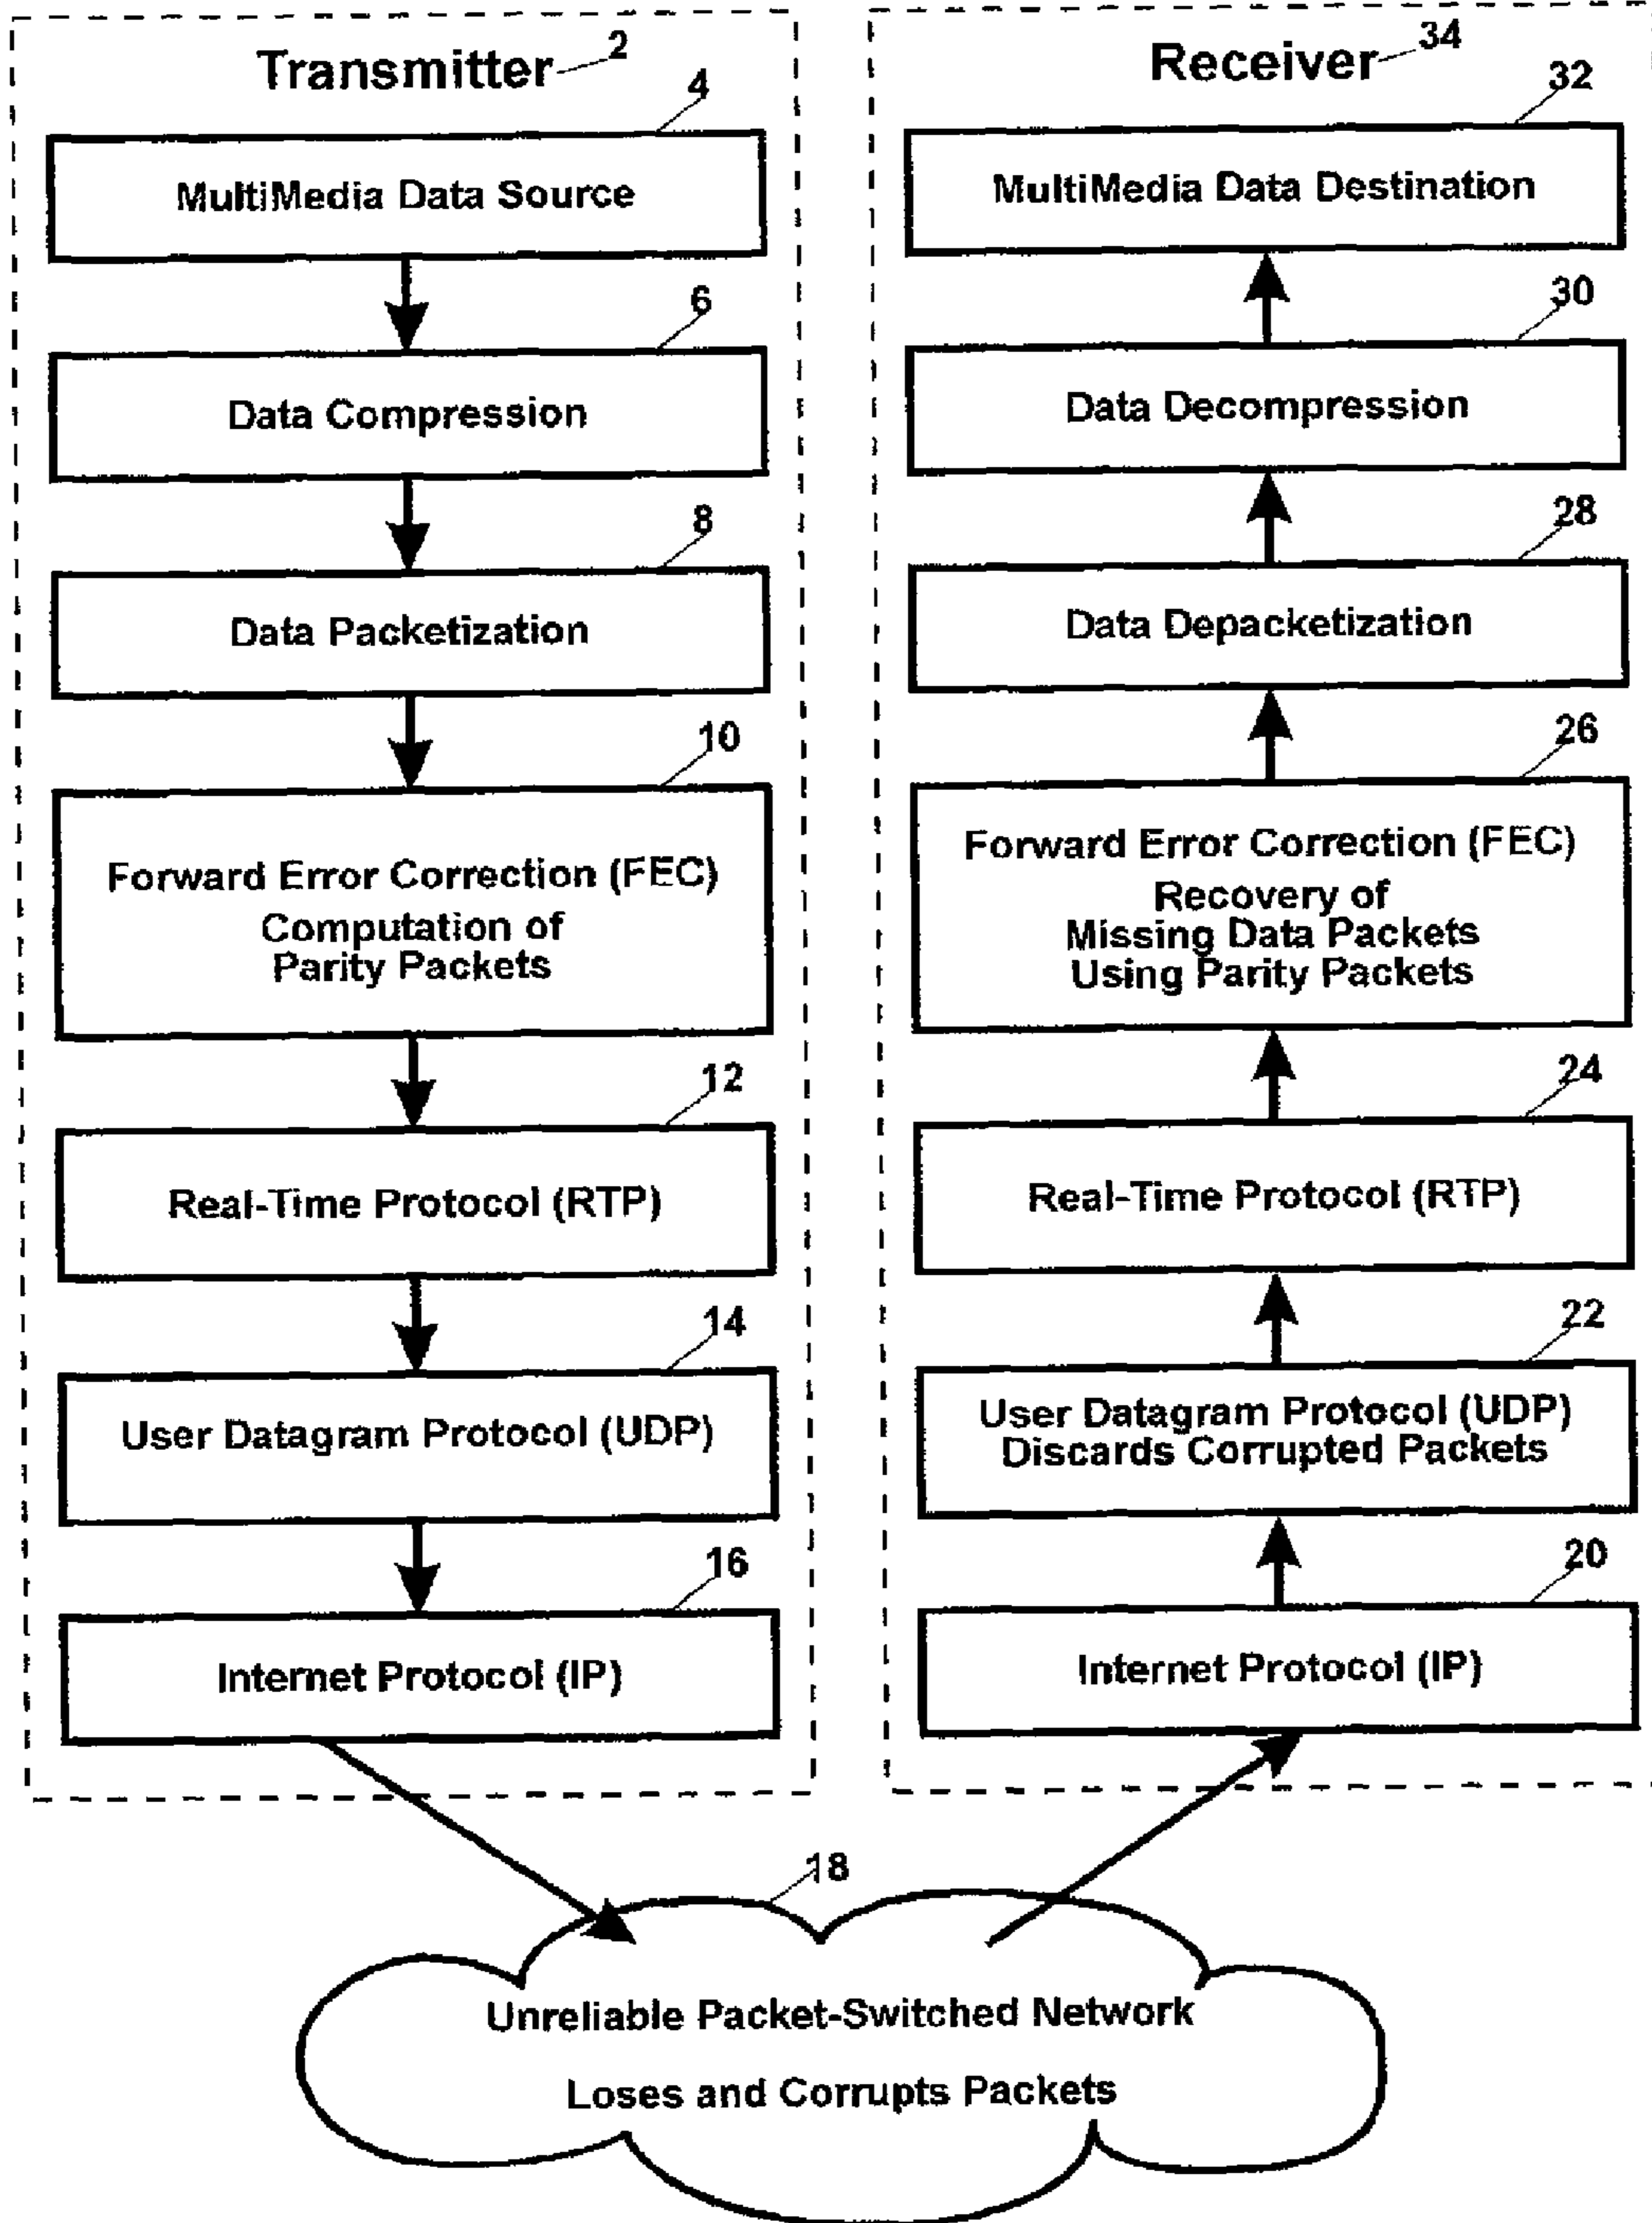 Transmitter 2
4
MultiMedia Data Source
6
Data Compression
8
Data Packetization
10
Forward Error Correction (FEC)
Computation of
Parity Packets
12
Real-Time Protocol (RTP)
14
User Datagram Protocol (UDP)
16
Internet Protocol (IP)
Receiver 34
32
MultiMedia Data Destination
30
Data Decompression
28
Data Depacketization
26
Forward Error Correction (FEC)
Recovery of
Missing Data Packets
Using Parity Packets
24
Real-Time Protocol (RTP)
22
User Datagram Protocol (UDP)
Discards Corrupted Packets
20
Internet Protocol (IP)
18
Unreliable Packet-Switched Network
Loses and Corrupts Packets